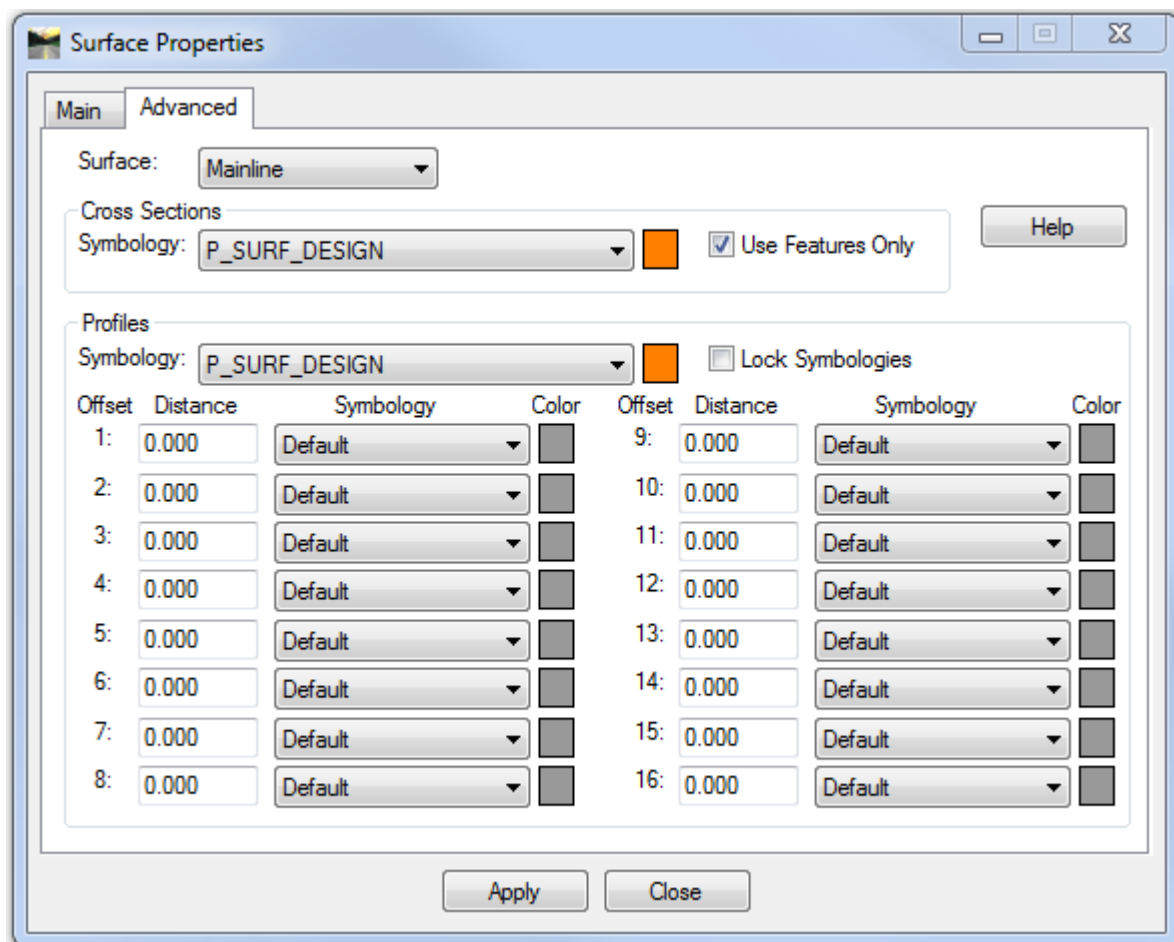 Surface Properties
Main Advanced
Surface: Mainline
Cross Sections
Symbology: P_SURF_DESIGN Use Features Only Help
Profiles
Symbology: P_SURF_DESIGN Lock Symbologies
Offset Distance Symbology Color Offset Distance Symbology Color
1: 0.000 Default 9: 0.000 Default
2: 0.000 Default 10: 0.000 Default
3: 0.000 Default 11: 0.000 Default
4: 0.000 Default 12: 0.000 Default
5: 0.000 Default 13: 0.000 Default
6: 0.000 Default 14: 0.000 Default
7: 0.000 Default 15: 0.000 Default
8: 0.000 Default 16: 0.000 Default
Apply Close